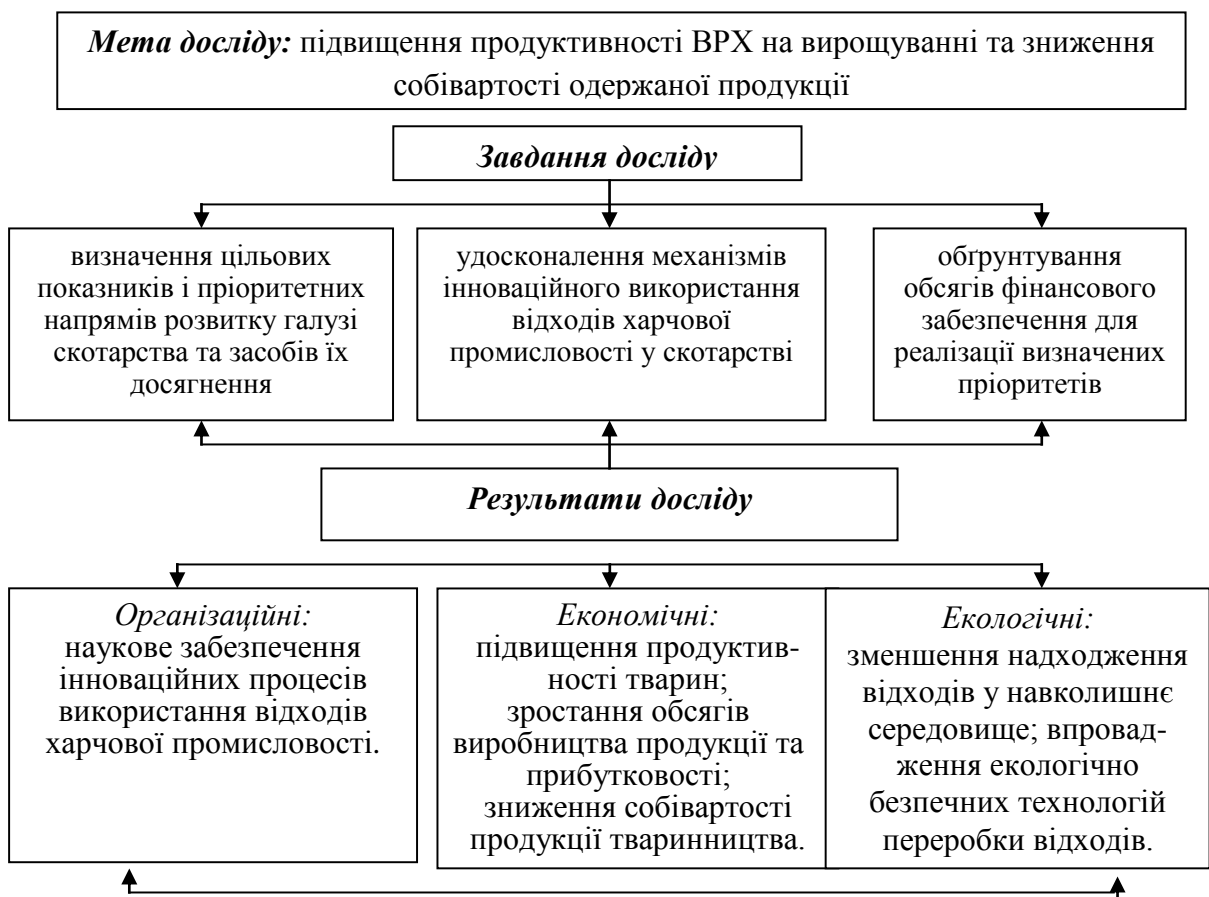 Мета досліду: підвищення продуктивності ВРХ на вирощуванні та зниження
собівартості одержаної продукції
Завдання досліду
визначення цільових
показників і пріоритетних
напрямів розвитку галузі
скотарства та засобів їх
досягнення
удосконалення механізмів
інноваційного використання
відходів харчової
промисловості у скотарстві
обґрунтування
обсягів фінансового
забезпечення для
реалізації визначених
пріоритетів
Результати досліду
Організаційні:
наукове забезпечення
інноваційних процесів
використання відходів
харчової промисловості.
Економічні:
підвищення продуктив-
ності тварин;
зростання обсягів
виробництва продукції та
прибутковості;
зниження собівартості
продукції тваринництва.
Екологічні:
зменшення надходження
відходів у навколишнє
середовище; впровад-
ження екологічно
безпечних технологій
переробки відходів.